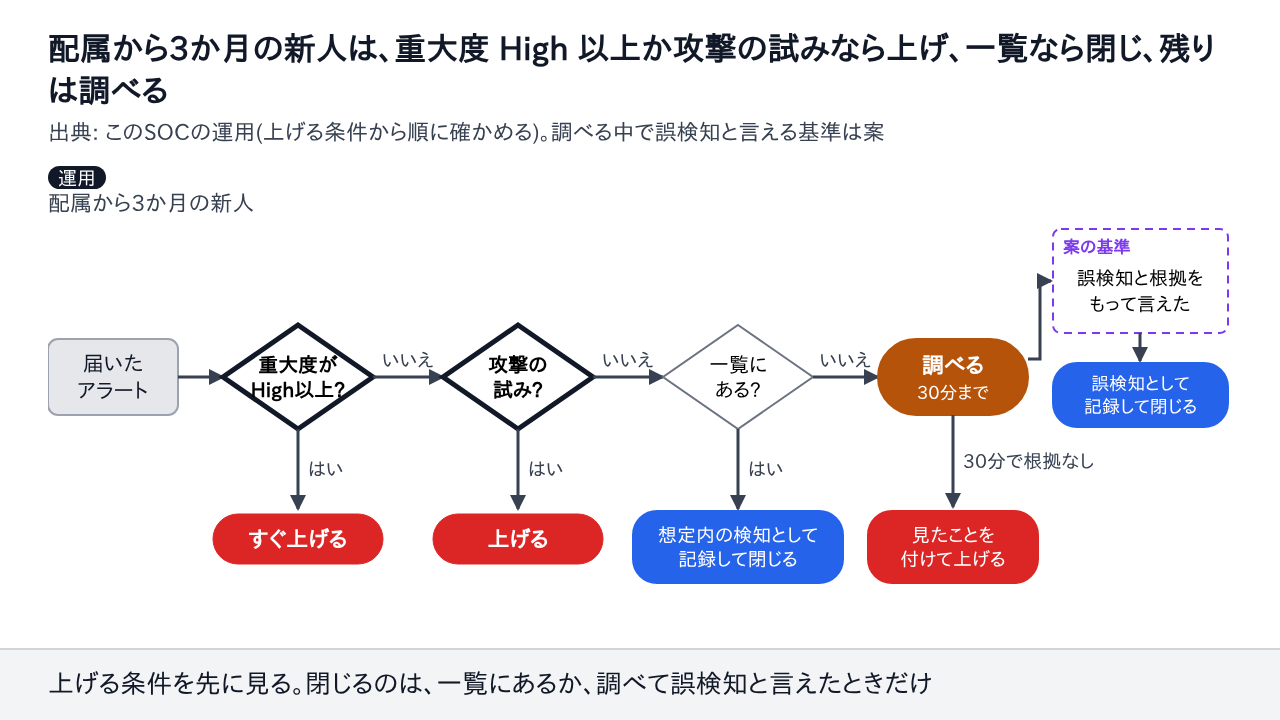 配属から3か月の新人は、重大度 High 以上か攻撃の試みなら上げ、一覧なら閉じ、残り
は調べる
出典: このSOCの運用(上げる条件から順に確かめる)。調べる中で誤検知と言える基準は案
運用
配属から3か月の新人
案の基準
誤検知と根拠を
もって言えた
届いた
アラート
重大度が
High以上?
いいえ
攻撃の
試み?
いいえ
一覧に
ある?
いいえ
調べる
30分まで
誤検知として
記録して閉じる
はい
はい
はい
30分で根拠なし
すぐ上げる
上げる
想定内の検知として
記録して閉じる
見たことを
付けて上げる
上げる条件を先に見る。閉じるのは、一覧にあるか、調べて誤検知と言えたときだけ